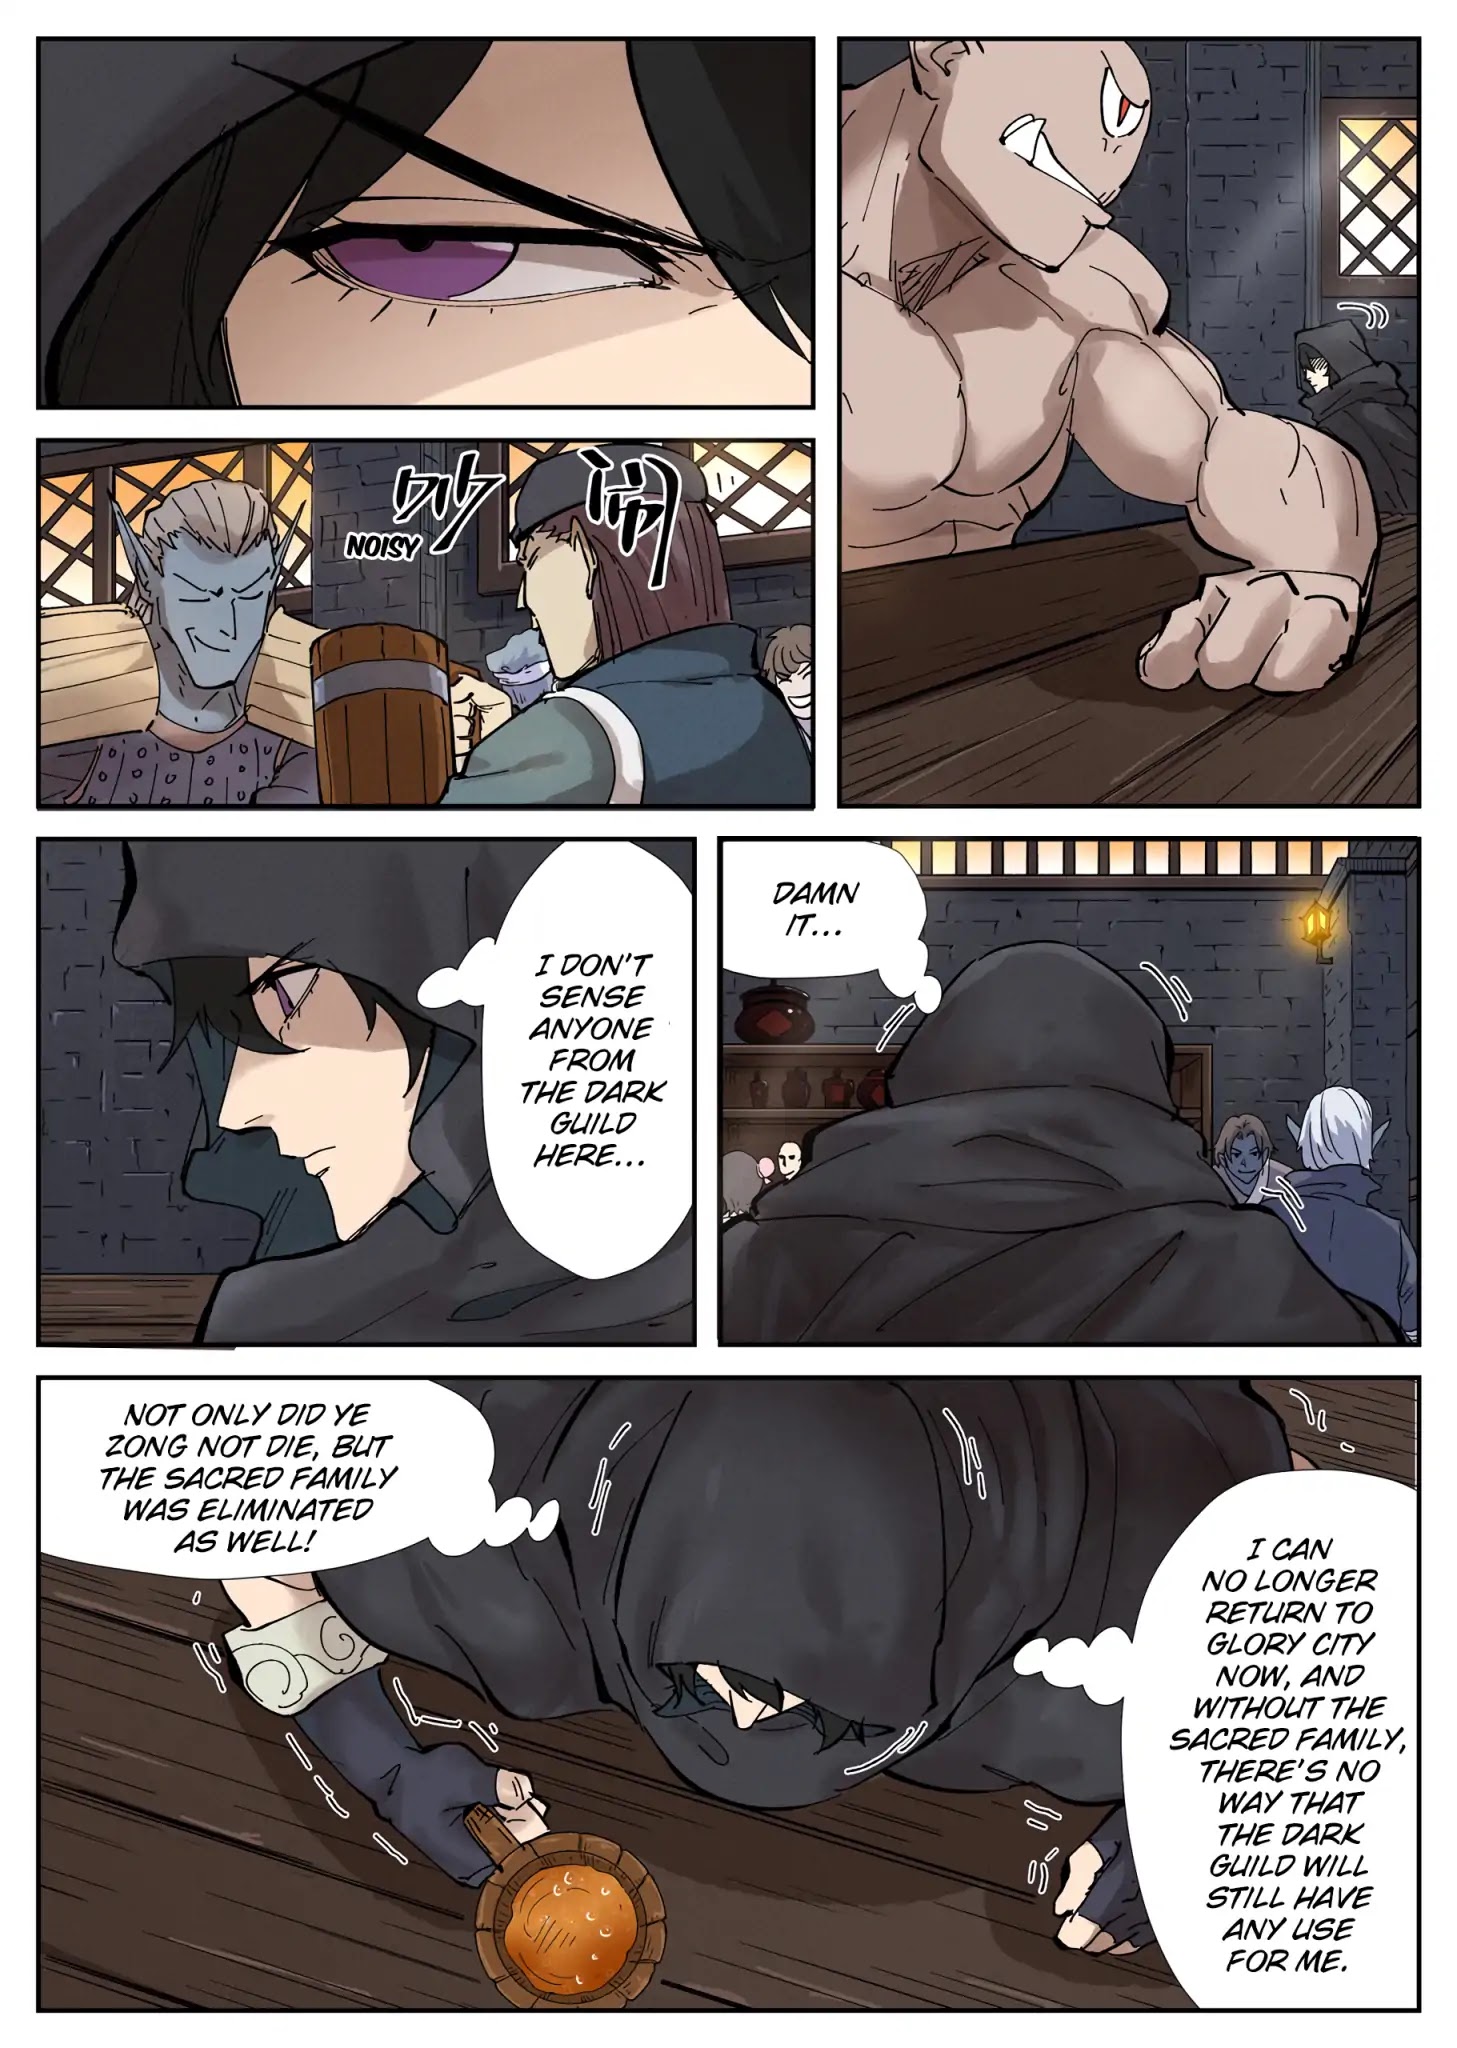 吵闹
NOISY
I DON'T
SENSE
ANYONE
FROM
THE DARK
GUILD
HERE...
DAMN
IT...
NOT ONLY DID YE
ZONG NOT DIE, BUT
THE SACRED FAMILY
WAS ELIMINATED
AS WELL!
I CAN
NO LONGER
RETURN TO
GLORY CITY
NOW, AND
WITHOUT THE
SACRED FAMILY,
THERE'S NO
WAY THAT
THE DARK
GUILD WILL
STILL HAVE
ANY USE
FOR ME.